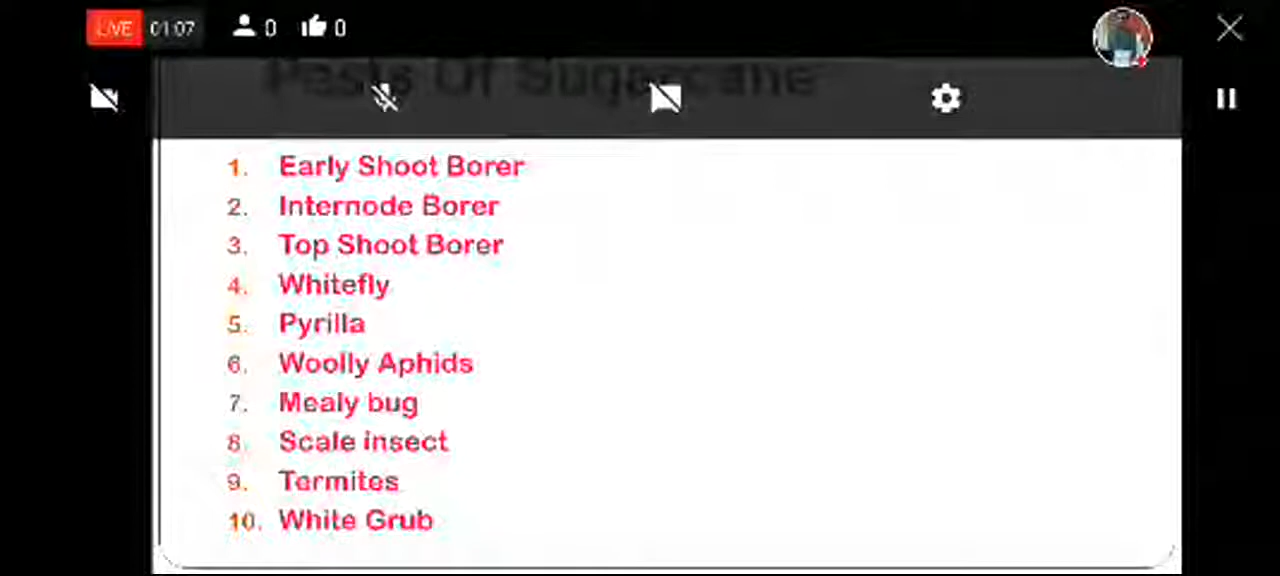 LIVE 01:07 0 0
Pests Of Sugarcane
1. Early Shoot Borer
2. Internode Borer
3. Top Shoot Borer
4. Whitefly
5. Pyrilla
6. Woolly Aphids
7. Mealy bug
8. Scale insect
9. Termites
10. White Grub